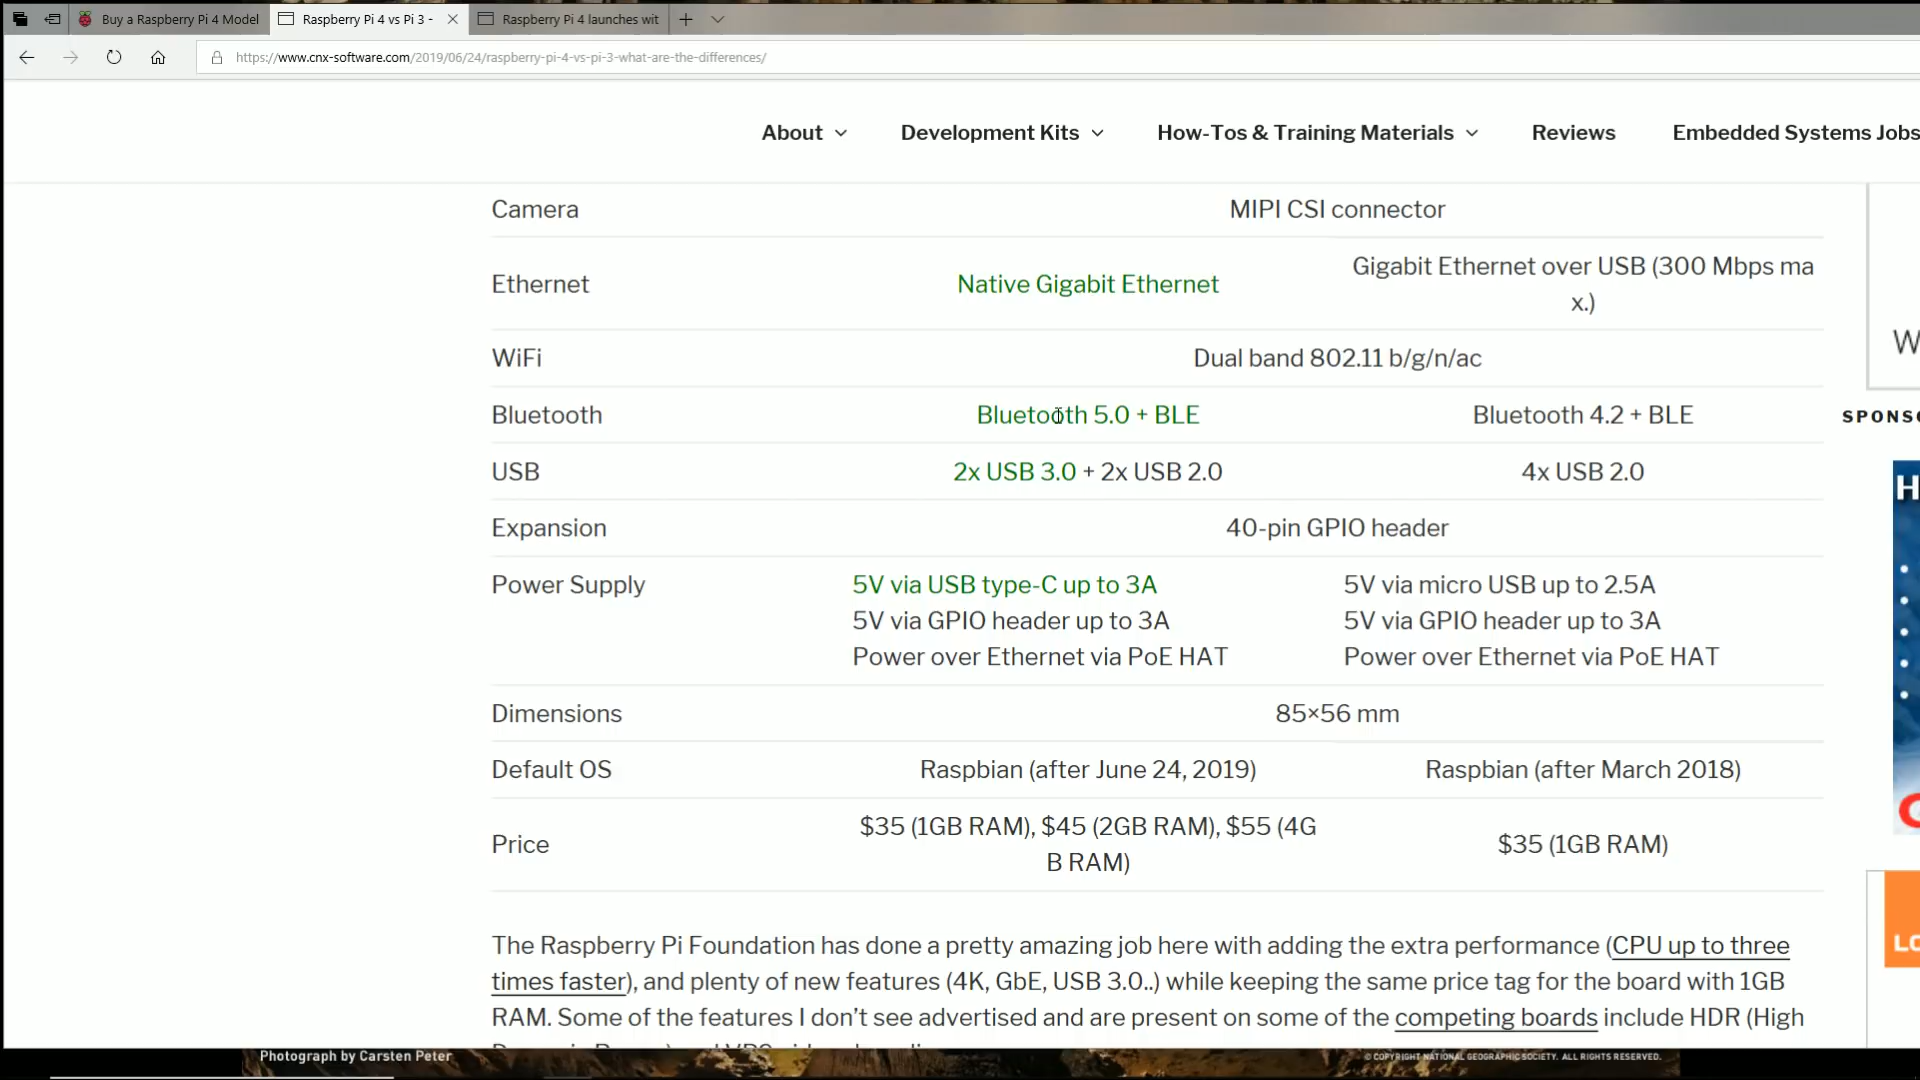 Buy a Raspberry Pi 4 Model
Raspberry Pi 4 vs Pi 3 -
Raspberry Pi 4 launches wit
https://www.cnx-software.com/2019/06/24/raspberry-pi-4-vs-pi-3-what-are-the-differences/
About
Development Kits
How-Tos & Training Materials
Reviews
Embedded Systems Jobs
Camera
MIPI CSI connector
Ethernet
Native Gigabit Ethernet
Gigabit Ethernet over USB (300 Mbps ma
x.)
WiFi
Dual band 802.11 b/g/n/ac
Bluetooth
Bluetooth 5.0 + BLE
Bluetooth 4.2 + BLE
USB
2x USB 3.0 + 2x USB 2.0
4x USB 2.0
Expansion
40-pin GPIO header
Power Supply
5V via USB type-C up to 3A
5V via GPIO header up to 3A
Power over Ethernet via PoE HAT
5V via micro USB up to 2.5A
5V via GPIO header up to 3A
Power over Ethernet via PoE HAT
Dimensions
85×56 mm
Default OS
Raspbian (after June 24, 2019)
Raspbian (after March 2018)
Price
$35 (1GB RAM), $45 (2GB RAM), $55 (4G
B RAM)
$35 (1GB RAM)
The Raspberry Pi Foundation has done a pretty amazing job here with adding the extra performance (CPU up to three
times faster), and plenty of new features (4K, GbE, USB 3.0..) while keeping the same price tag for the board with 1GB
RAM. Some of the features I don't see advertised and are present on some of the competing boards include HDR (High
W
SPONS
H
LO
Photograph by Carsten Peter
© COPYRIGHT NATIONAL GEOGRAPHIC SOCIETY. ALL RIGHTS RESERVED.